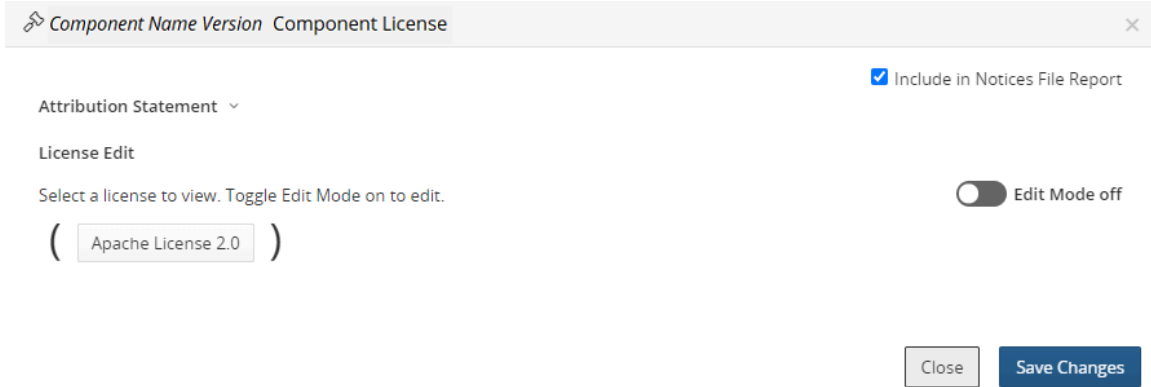 Component Name Version Component License ×
Include in Notices File Report
Attribution Statement
License Edit
Select a license to view. Toggle Edit Mode on to edit.
Edit Mode off
( Apache License 2.0 )
Close Save Changes